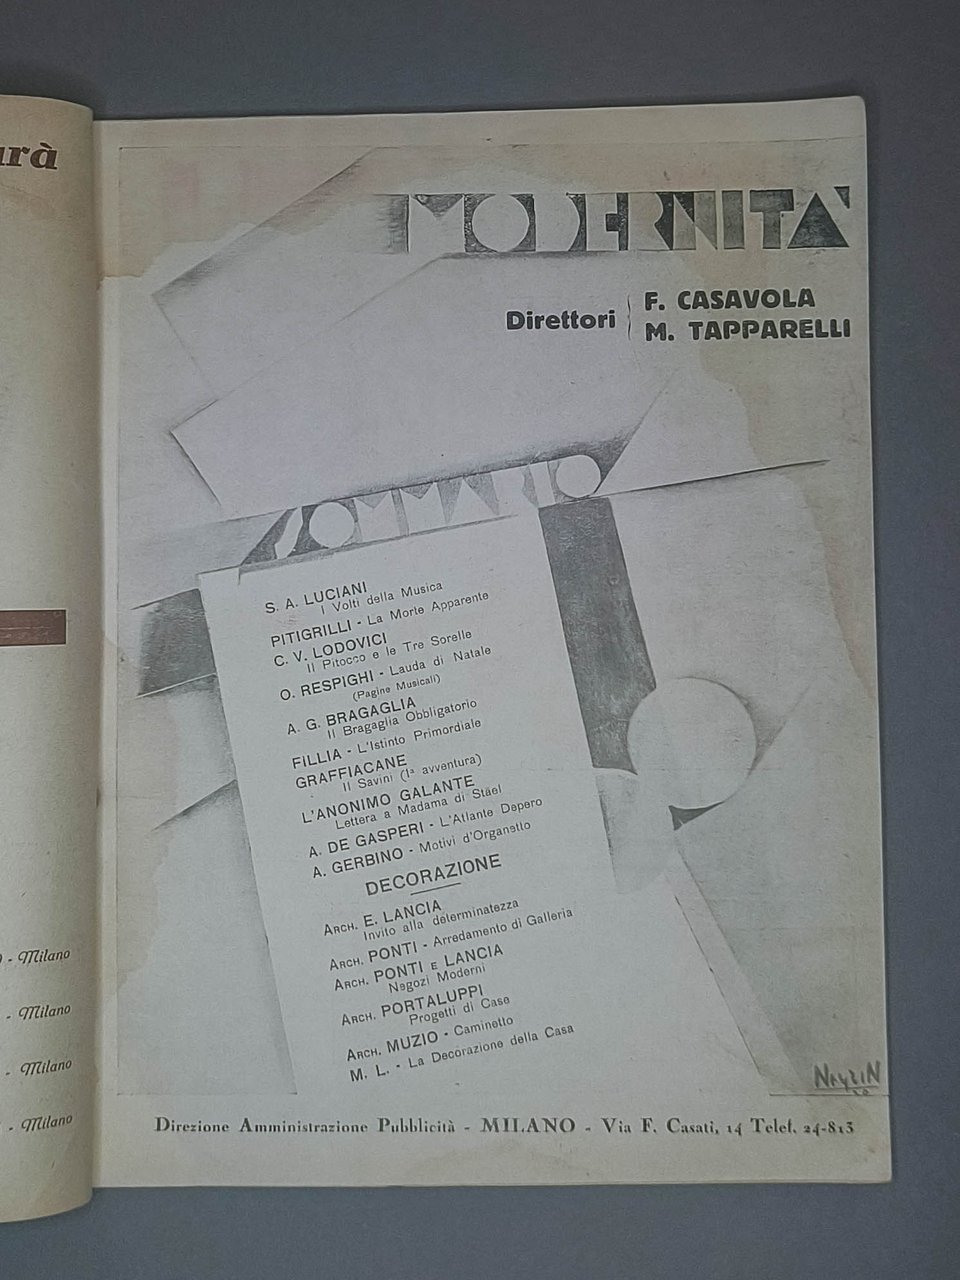 MODERNITÀ
Direttori
F. CASAVOLA
M. TAPPARELLI
SOMMARIO
S. A. LUCIANI
I Volti della Musica
PITIGRILLI - La Morte Apparente
C. V. LODOVICI
Il Pitocco e le Tre Sorelle
O. RESPIGHI - Lauda di Natale
(Pagine Musicali)
A. G. BRAGAGLIA
Il Bragaglia Obbligatorio
FILLIA - L'Istinto Primordiale
GRAFFIACANE
Il Savini (1ª avventura)
L'ANONIMO GALANTE
Lettera a Madama di Stäel
A. DE GASPERI - L'Atlante Depero
A. GERBINO - Motivi d'Organetto
DECORAZIONE
ARCH. E. LANCIA
Invito alla determinatezza
ARCH. PONTI - Arredamento di Galleria
ARCH. PONTI E LANCIA
Negozi Moderni
ARCH. PORTALUPPI
Progetti di Case
ARCH. MUZIO - Caminetto
M. L. - La Decorazione della Casa
Direzione Amministrazione Pubblicità - MILANO - Via F. Casati, 14 Telef. 24-813
- Milano
- Milano
- Milano
- Milano